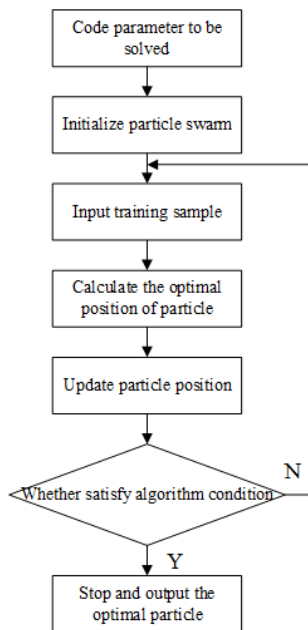 Code parameter to be
solved
Initialize particle swarm
Input training sample
Calculate the optimal
position of particle
Update particle position
Whether satisfy algorithm condition
N
Y
Stop and output the
optimal particle